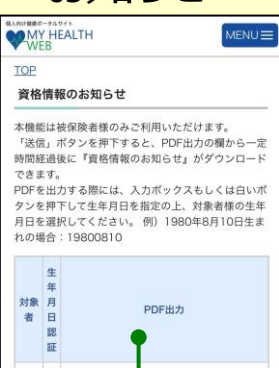 個人向け健康ポータルサイト
MY HEALTH
WEB
MENU
TOP
資格情報のお知らせ
本機能は被保険者様のみご利用いただけます。
「送信」ボタンを押下すると、PDF出力の欄から一定
時間経過後に『資格情報のお知らせ』がダウンロード
できます。
PDFを出力する際には、入力ボックスもしくは白いボ
タンを押下して生年月日を指定の上、対象者様の生年
月日を選択してください。 例）1980年8月10日生ま
れの場合：19800810
対象
者
生
年
月
日
認
証
PDF出力